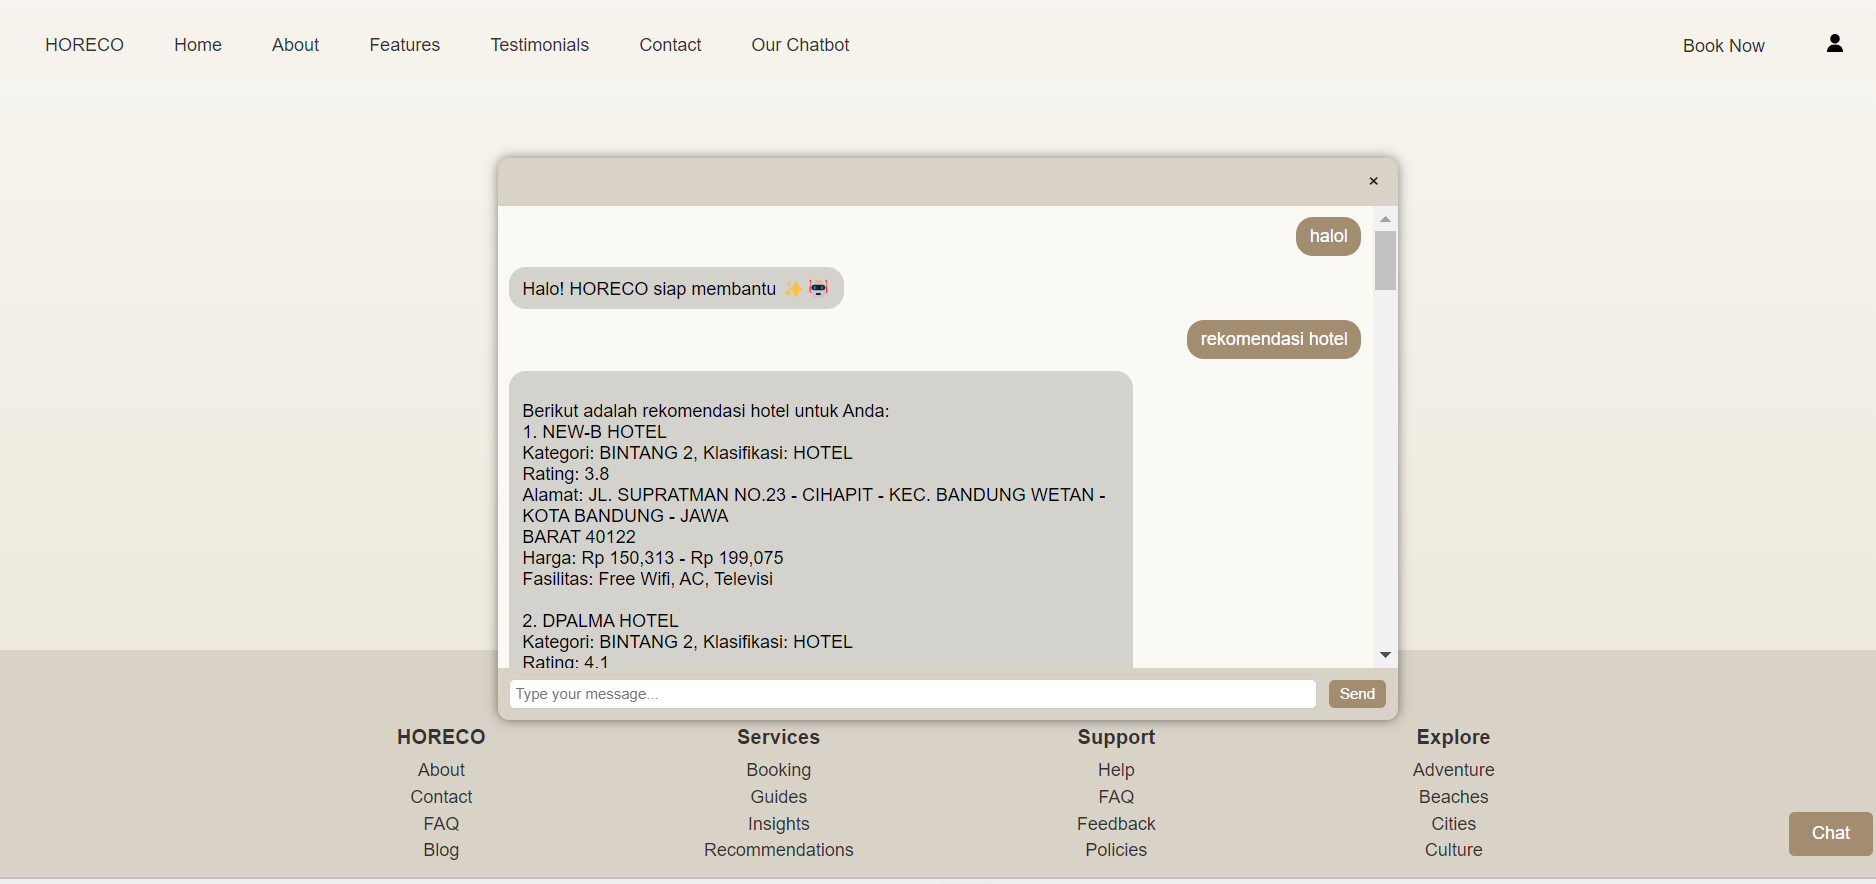 HORECO Home About Features Testimonials Contact Our Chatbot Book Now
×
halol
Halo! HORECO siap membantu ✨🤖
rekomendasi hotel
Berikut adalah rekomendasi hotel untuk Anda:
1. NEW-B HOTEL
Kategori: BINTANG 2, Klasifikasi: HOTEL
Rating: 3.8
Alamat: JL. SUPRATMAN NO.23 - CIHAPIT - KEC. BANDUNG WETAN -
KOTA BANDUNG - JAWA
BARAT 40122
Harga: Rp 150,313 - Rp 199,075
Fasilitas: Free Wifi, AC, Televisi
2. DPALMA HOTEL
Kategori: BINTANG 2, Klasifikasi: HOTEL
Rating: 4.1
Type your message...
Send
HORECO
About
Contact
FAQ
Blog
Services
Booking
Guides
Insights
Recommendations
Support
Help
FAQ
Feedback
Policies
Explore
Adventure
Beaches
Cities
Culture
Chat